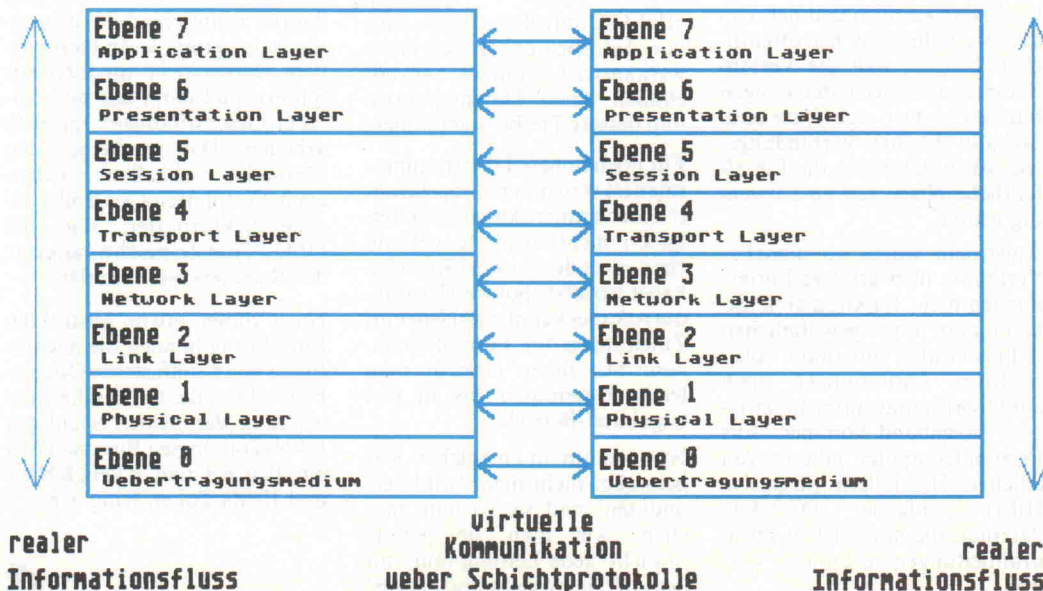 Ebene 7
Application Layer
Ebene 6
Presentation Layer
Ebene 5
Session Layer
Ebene 4
Transport Layer
Ebene 3
Network Layer
Ebene 2
Link Layer
Ebene 1
Physical Layer
Ebene 0
Uebertragungsmedium
Ebene 7
Application Layer
Ebene 6
Presentation Layer
Ebene 5
Session Layer
Ebene 4
Transport Layer
Ebene 3
Network Layer
Ebene 2
Link Layer
Ebene 1
Physical Layer
Ebene 0
Uebertragungsmedium
realer
Informationsfluss
virtuelle
Kommunikation
ueber Schichtprotokolle
realer
Informationsfluss